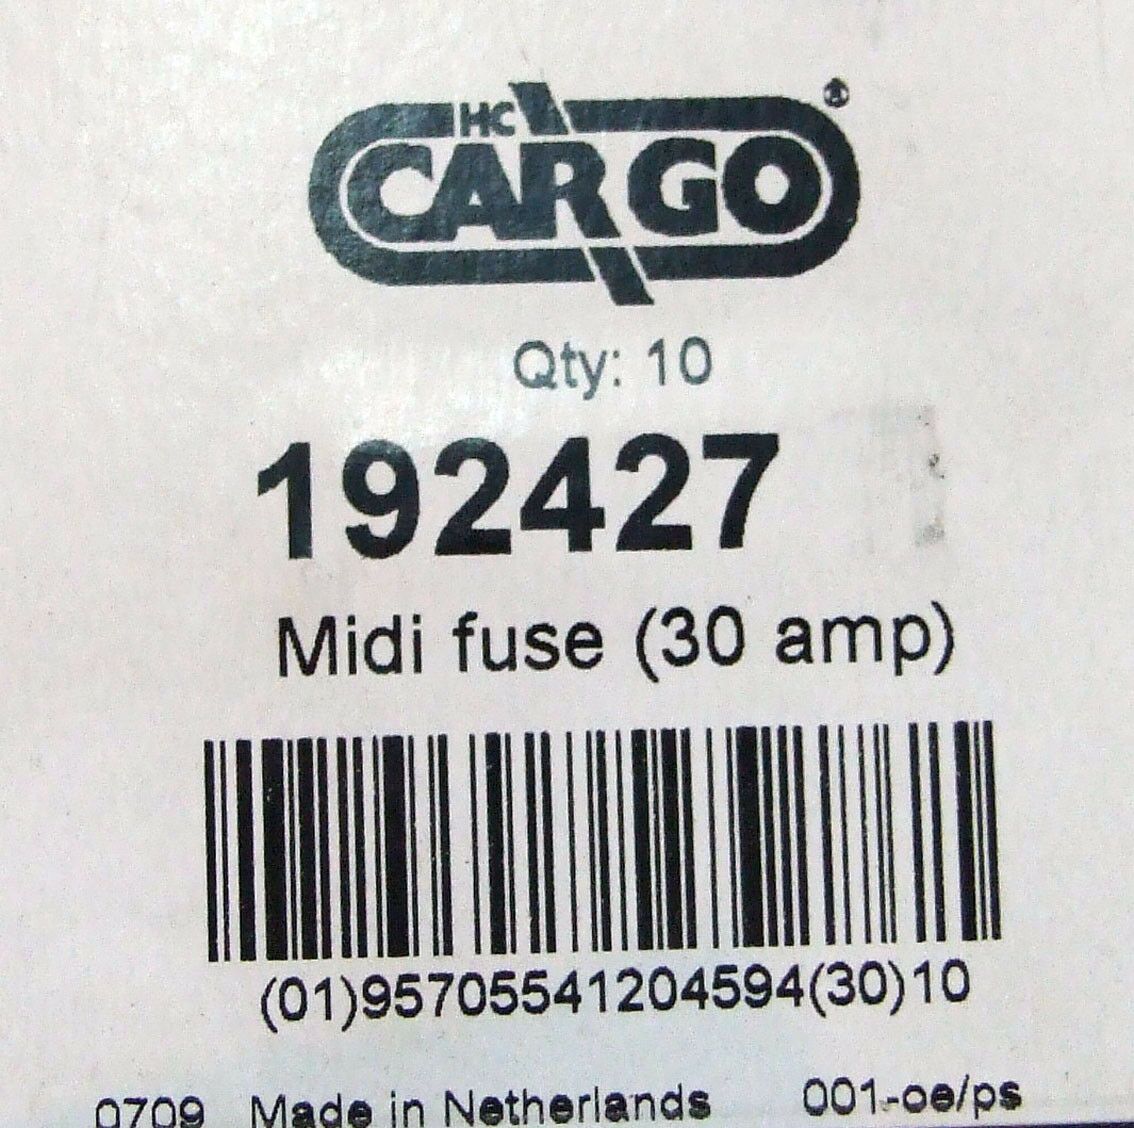 HC
CARGO®
Qty: 10
192427
Midi fuse (30 amp)
(01)95705541204594(30)10
0709 Made in Netherlands 001-oe/ps